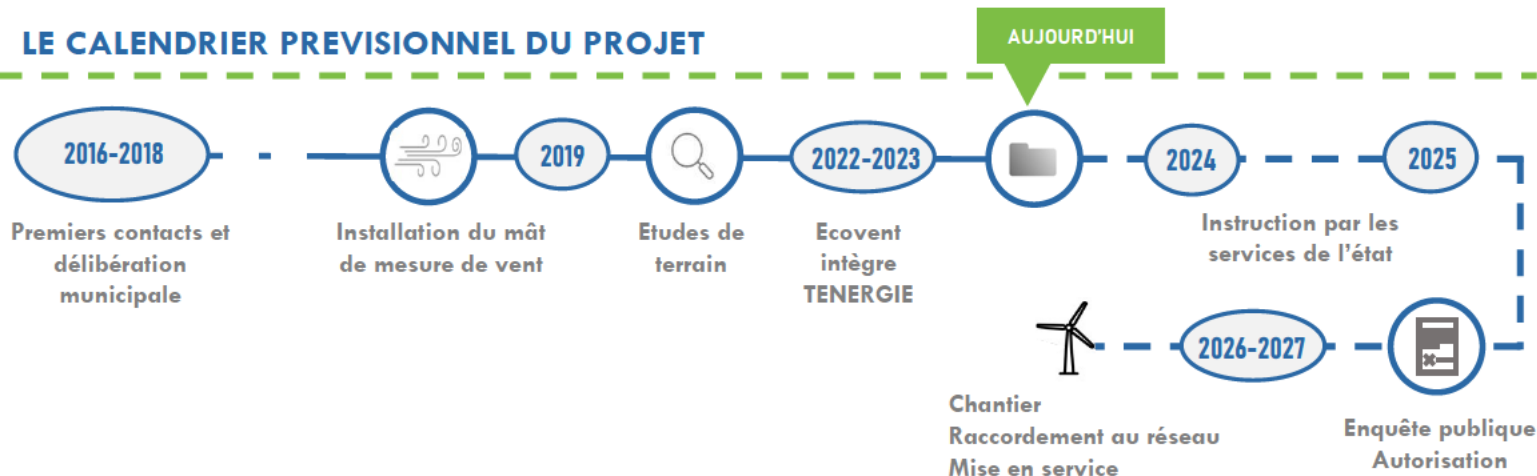 LE CALENDRIER PREVISIONNEL DU PROJET
AUJOURD'HUI
2016-2018
2019
2022-2023
2024
2025
Premiers contacts et
délibération
municipale
Installation du mât
de mesure de vent
Etudes de
terrain
Ecovent
intègre
TENERGIE
Instruction par les
services de l'état
2026-2027
Chantier
Raccordement au réseau
Mise en service
Enquête publique
Autorisation